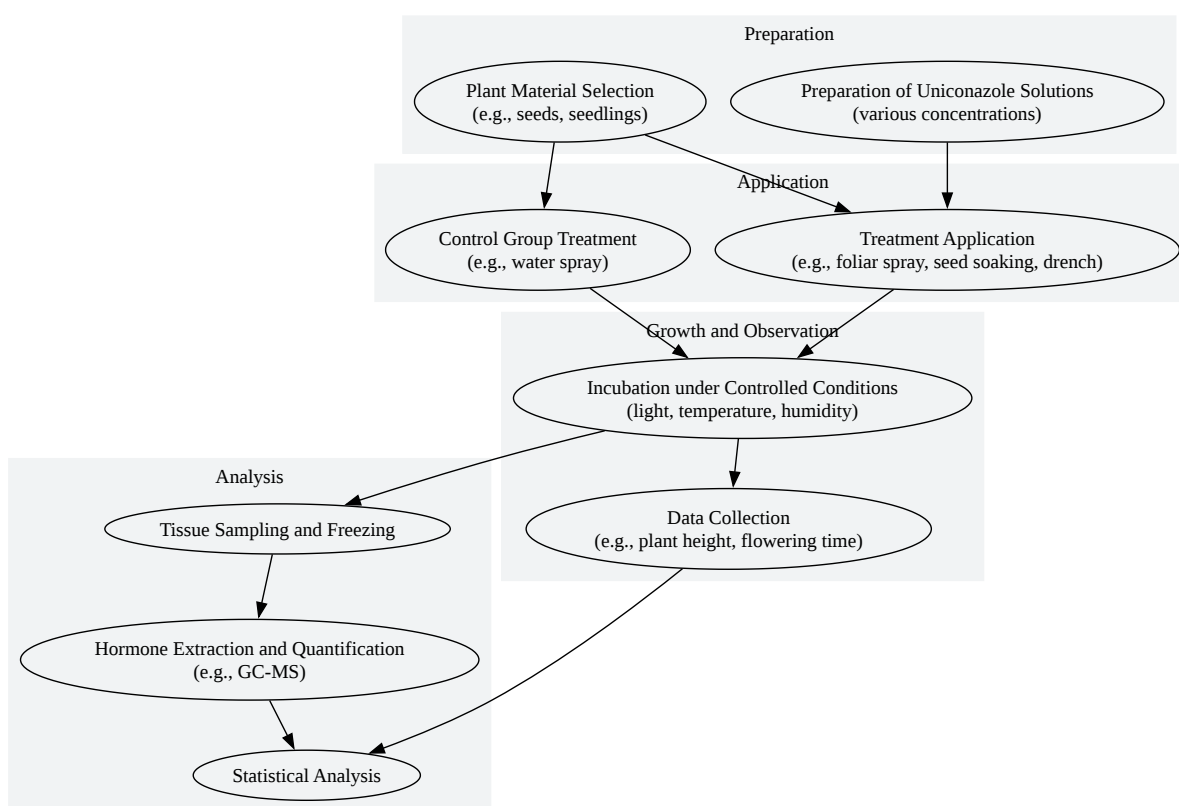 Preparation
Plant Material Selection
(e.g., seeds, seedlings)
Preparation of Uniconazole Solutions
(various concentrations)
Application
Control Group Treatment
(e.g., water spray)
Treatment Application
(e.g., foliar spray, seed soaking, drench)
Growth and Observation
Incubation under Controlled Conditions
(light, temperature, humidity)
Analysis
Tissue Sampling and Freezing
Data Collection
(e.g., plant height, flowering time)
Hormone Extraction and Quantification
(e.g., GC-MS)
Statistical Analysis